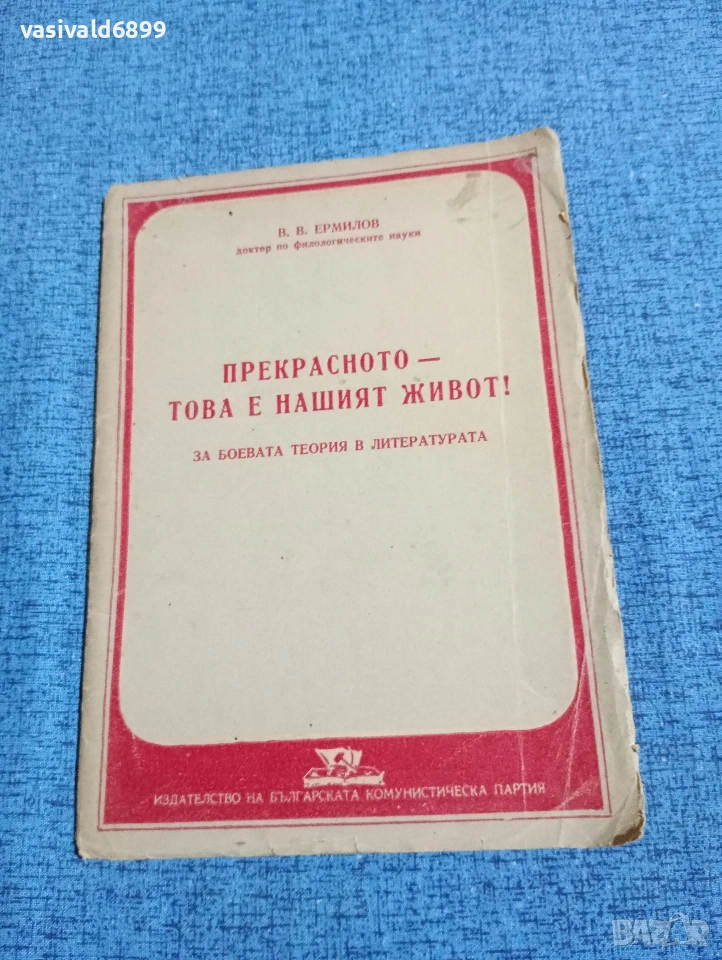 vasivald6899
В. В. ЕРМИЛОВ
доктор по филологическите науки
ПРЕКРАСНОТО —
ТОВА Е НАШИЯТ ЖИВОТ!
ЗА БОЕВАТА ТЕОРИЯ В ЛИТЕРАТУРАТА
ИЗДАТЕЛСТВО НА БЪЛГАРСКАТА КОМУНИСТИЧЕСКА ПАРТИЯ
BAZAR